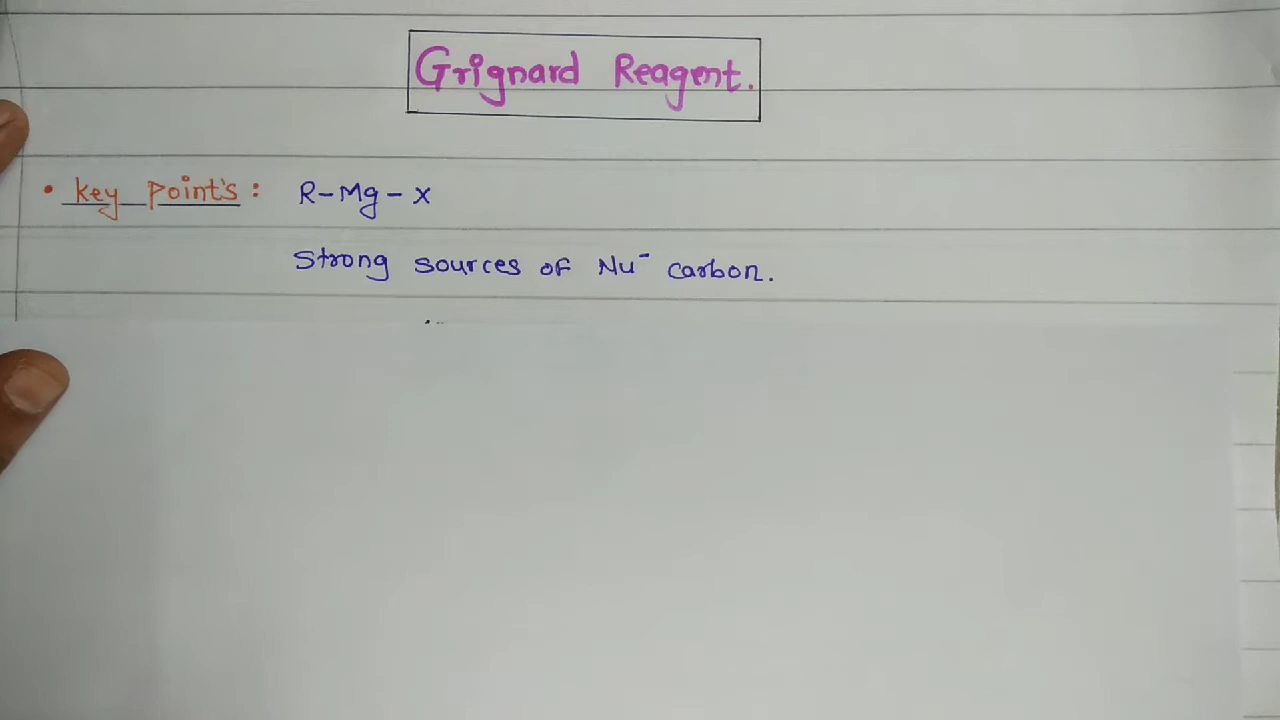 Grignard Reagent.
• key point's : R-Mg-X
Strong sources of Nu⁻ carbon.